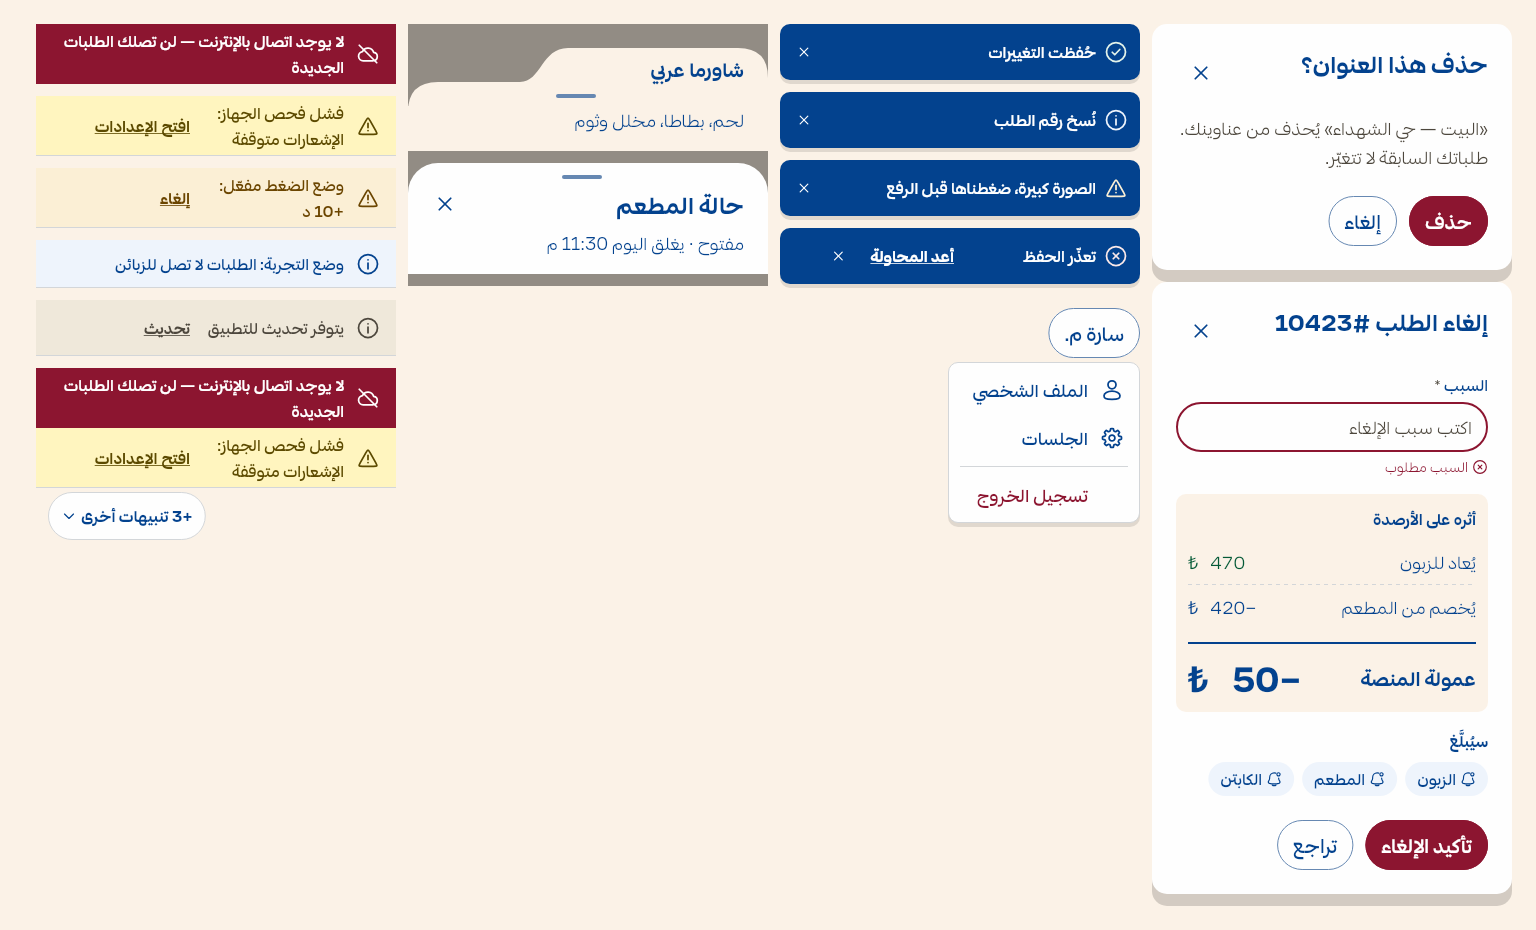 حذف هذا العنوان؟
«البيت — حي الشهداء» يُحذف من عناوينك.
طلباتك السابقة لا تتغيّر.
حذف
إلغاء
إلغاء الطلب #10423
السبب *
اكتب سبب الإلغاء
السبب مطلوب
أثره على الأرصدة
يُعاد للزبون 470 ₺
يُخصم من المطعم −420 ₺
عمولة المنصة −50 ₺
سيُبلَّغ
الزبون
المطعم
الكابتن
تأكيد الإلغاء
تراجع
حُفظت التغييرات
نُسخ رقم الطلب
الصورة كبيرة، ضغطناها قبل الرفع
تعذّر الحفظ
أعد المحاولة
سارة م.
الملف الشخصي
الجلسات
تسجيل الخروج
شاورما عربي
لحم، بطاطا، مخلل وثوم
حالة المطعم
مفتوح · يغلق اليوم 11:30 م
لا يوجد اتصال بالإنترنت — لن تصلك الطلبات
الجديدة
فشل فحص الجهاز:
الإشعارات متوقفة
افتح الإعدادات
وضع الضغط مفعّل:
+10 د
إلغاء
وضع التجربة: الطلبات لا تصل للزبائن
يتوفر تحديث للتطبيق
تحديث
لا يوجد اتصال بالإنترنت — لن تصلك الطلبات
الجديدة
فشل فحص الجهاز:
الإشعارات متوقفة
افتح الإعدادات
+3 تنبيهات أخرى